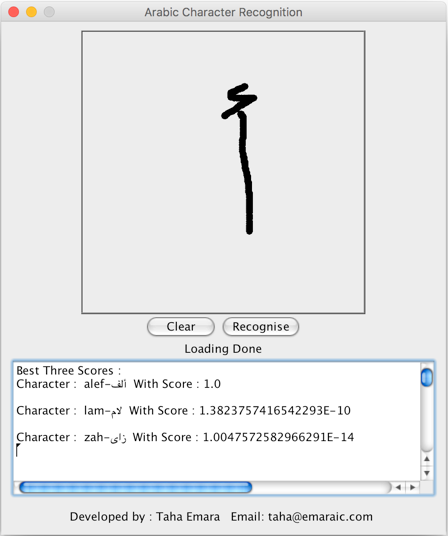 Arabic Character Recognition
أ
Clear Recognise
Loading Done
Best Three Scores :
Character :  alef-ألف  With Score : 1.0
Character :  lam-لام  With Score : 1.3823757416542293E-10
Character :  zah-زاى  With Score : 1.0047572582966291E-14
Developed by : Taha Emara   Email: taha@emaraic.com